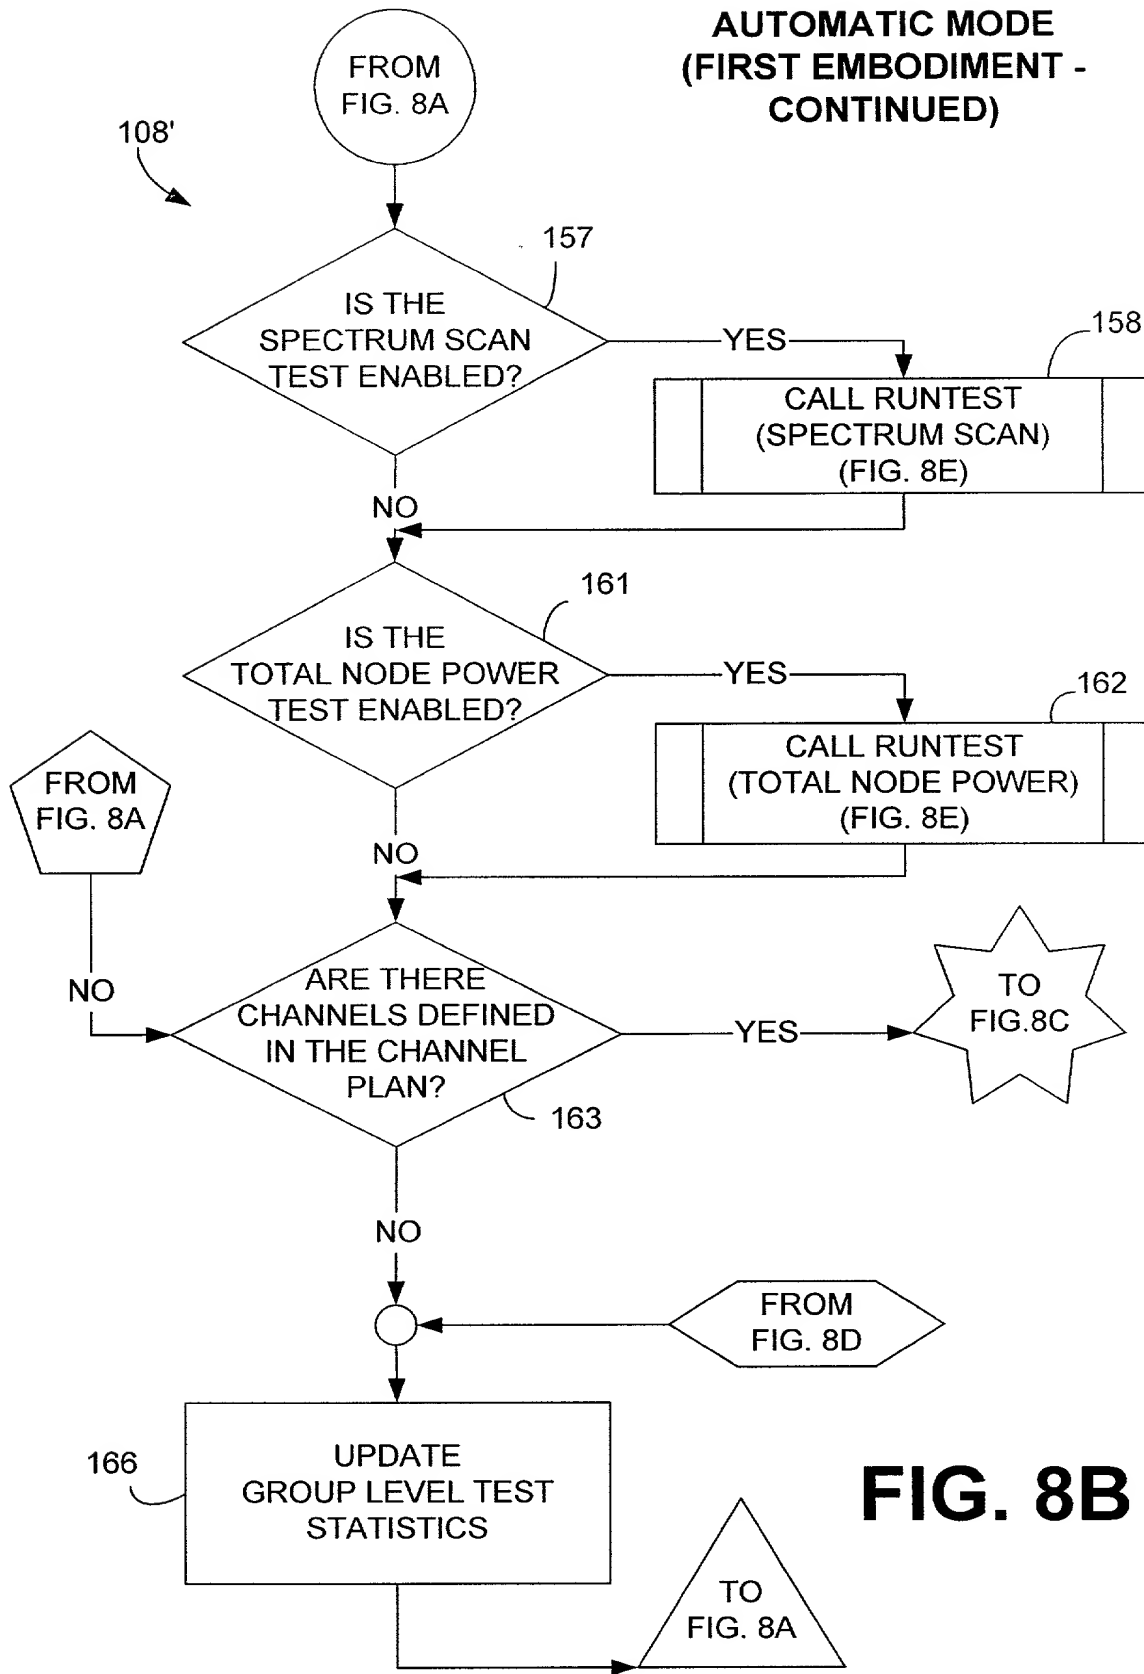 AUTOMATIC MODE
(FIRST EMBODIMENT -
CONTINUED)
FROM
FIG. 8A
108'
157
IS THE
SPECTRUM SCAN
TEST ENABLED?
YES
158
CALL RUNTEST
(SPECTRUM SCAN)
(FIG. 8E)
NO
161
IS THE
TOTAL NODE POWER
TEST ENABLED?
YES
162
CALL RUNTEST
(TOTAL NODE POWER)
(FIG. 8E)
FROM
FIG. 8A
NO
NO
ARE THERE
CHANNELS DEFINED
IN THE CHANNEL
PLAN?
YES
TO
FIG.8C
163
NO
FROM
FIG. 8D
166
UPDATE
GROUP LEVEL TEST
STATISTICS
FIG. 8B
TO
FIG. 8A